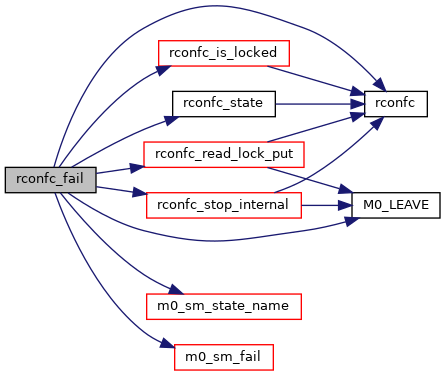 rconfc_fail
rconfc_is_locked
rconfc_state
rconfc
rconfc_read_lock_put
rconfc_stop_internal
M0_LEAVE
m0_sm_state_name
m0_sm_fail